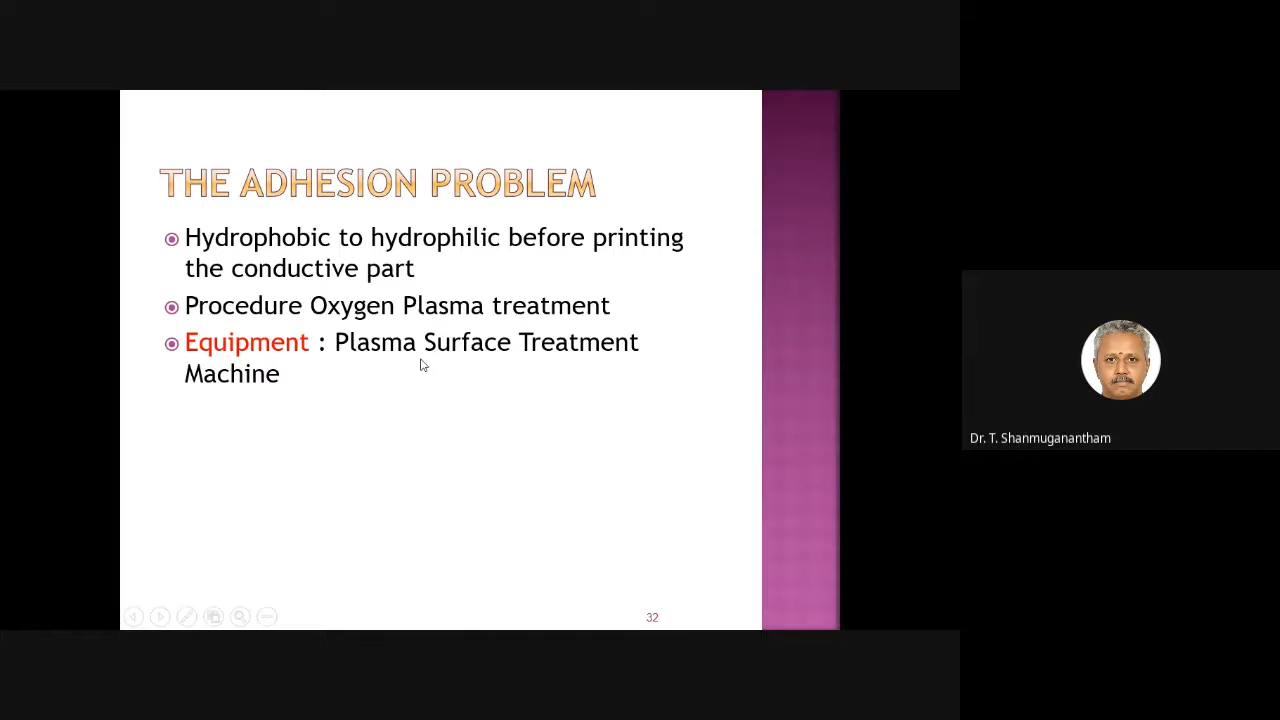 THE ADHESION PROBLEM
Hydrophobic to hydrophilic before printing
the conductive part
Procedure Oxygen Plasma treatment
Equipment : Plasma Surface Treatment
Machine
32
Dr. T. Shanmuganantham